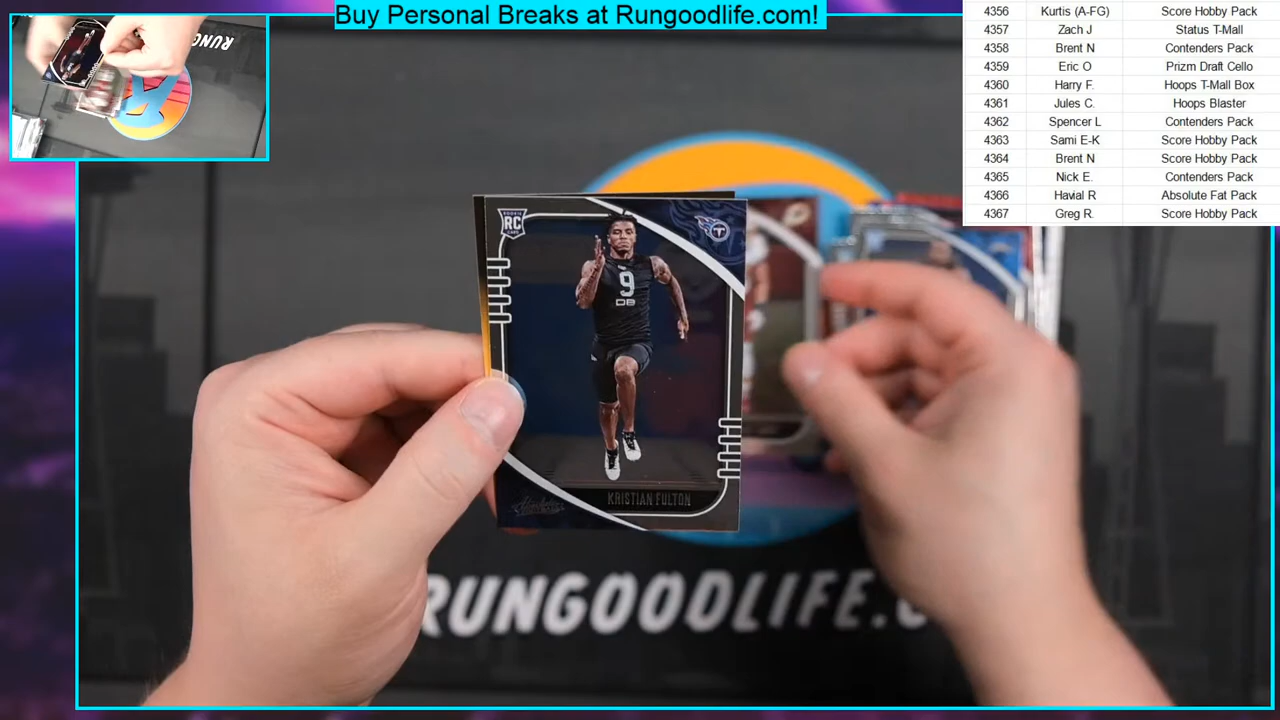 Buy Personal Breaks at Rungoodlife.com!
4356 Kurtis (A-FG) Score Hobby Pack
4357 Zach J Status T-Mall
4358 Brent N Contenders Pack
4359 Eric O Prizm Draft Cello
4360 Harry F. Hoops T-Mall Box
4361 Jules C. Hoops Blaster
4362 Spencer L Contenders Pack
4363 Sami E-K Score Hobby Pack
4364 Brent N Score Hobby Pack
4365 Nick E. Contenders Pack
4366 Havial R Absolute Fat Pack
4367 Greg R. Score Hobby Pack
RUNGOOD
RC
T
9
DB
Absolute
KRISTIAN FULTON
RUNGOODLIFE.C